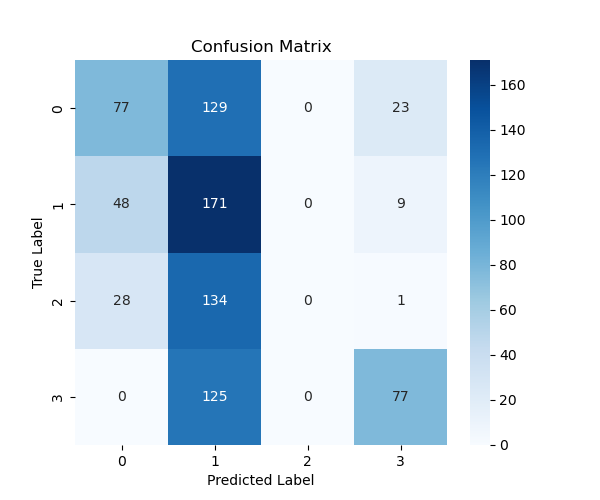 Confusion Matrix
True Label
0 77 129 0 23
1 48 171 0 9
2 28 134 0 1
3 0 125 0 77
0 1 2 3
Predicted Label
160
140
120
100
80
60
40
20
0